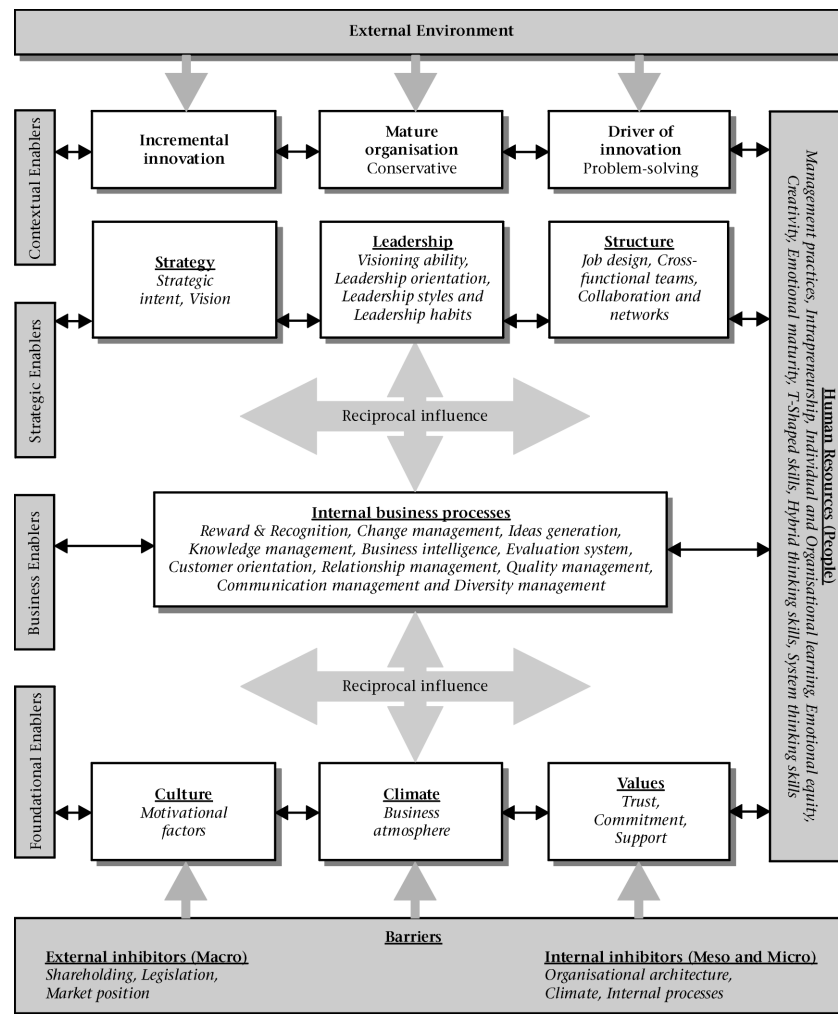 External Environment
Contextual Enablers
Incremental
innovation
Mature
organisation
Conservative
Driver of
innovation
Problem-solving
Human Resources (People)
Management practices, Intrapreneurship, Individual and Organisational learning, Emotional equity,
Creativity, Emotional maturity, T-Shaped skills, Hybrid thinking skills, System thinking skills
Strategic Enablers
Strategy
Strategic
intent, Vision
Leadership
Visioning ability,
Leadership orientation,
Leadership styles and
Leadership habits
Structure
Job design, Cross-
functional teams,
Collaboration and
networks
Reciprocal influence
Business Enablers
Internal business processes
Reward & Recognition, Change management, Ideas generation,
Knowledge management, Business intelligence, Evaluation system,
Customer orientation, Relationship management, Quality management,
Communication management and Diversity management
Reciprocal influence
Foundational Enablers
Culture
Motivational
factors
Climate
Business
atmosphere
Values
Trust,
Commitment,
Support
Barriers
External inhibitors (Macro)
Shareholding, Legislation,
Market position
Internal inhibitors (Meso and Micro)
Organisational architecture,
Climate, Internal processes